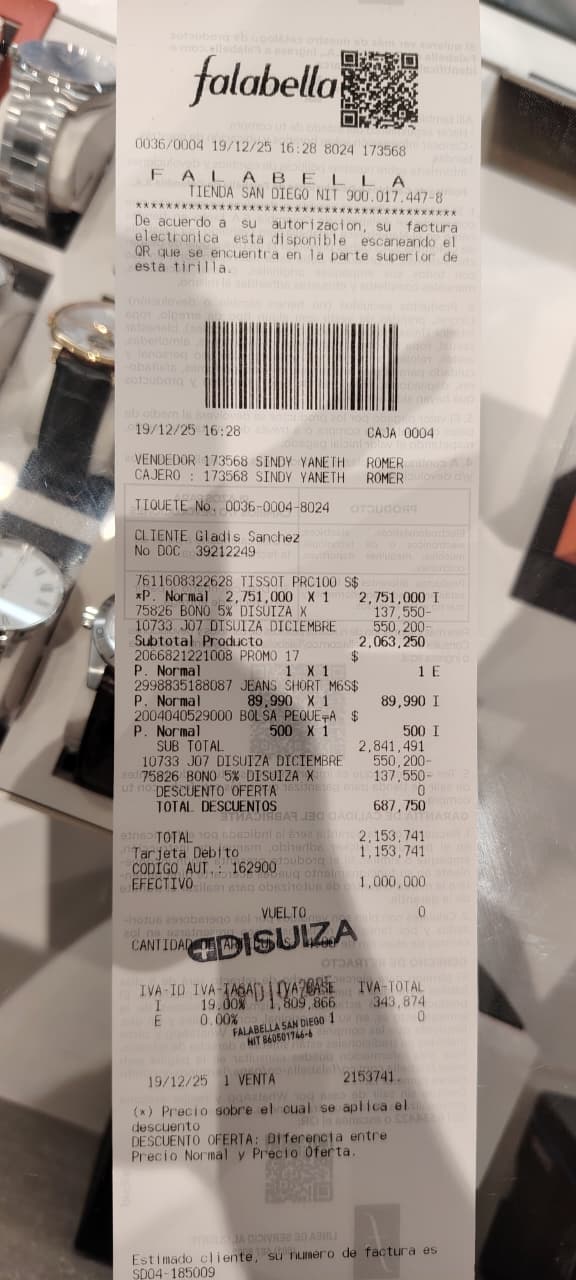 falabella
0036/0004 19/12/25 16:28 8024 173568
F A L A B E L L A
TIENDA SAN DIEGO NIT 900.017.447-8
************************************************
De acuerdo a su autorizacion, su factura
electronica esta disponible escaneando el
QR que se encuentra en la parte superior de
esta tirilla.
19/12/25 16:28 CAJA 0004
VENDEDOR 173568 SINDY YANETH ROMER
CAJERO : 173568 SINDY YANETH ROMER
TIQUETE No. 0036-0004-8024
CLIENTE Gladis Sanchez
No DOC 39212249
7611608322628 TISSOT PRC100 S$
*P. Normal 2,751,000 X 1 2,751,000 I
75826 BONO 5% DISUIZA X 137,550-
10733 J07 DISUIZA DICIEMBRE 550,200-
Subtotal Producto 2,063,250
2066821221008 PROMO 17 $
P. Normal 1 X 1 1 E
2998835188087 JEANS SHORT M6S$
P. Normal 89,990 X 1 89,990 I
2004040529000 BOLSA PEQUE╤A $
P. Normal 500 X 1 500 I
SUB TOTAL 2,841,491
10733 J07 DISUIZA DICIEMBRE 550,200-
75826 BONO 5% DISUIZA X 137,550-
DESCUENTO OFERTA 0
TOTAL DESCUENTOS 687,750
TOTAL 2,153,741
Tarjeta Debito 1,153,741
CODIGO AUT.: 162900
EFECTIVO 1,000,000
VUELTO 0
CANTIDAD DE
DISUIZA
IVA-ID IVA-TASA IVA-BASE IVA-TOTAL
I 19.00% 1,809,866 343,874
E 0.00% 1 0
FALABELLA SAN DIEGO
NIT 860501746-6
19/12/25 1 VENTA 2153741.
(*) Precio sobre el cual se aplica el
descuento
DESCUENTO OFERTA: Diferencia entre
Precio Normal y Precio Oferta.
Estimado cliente, su numero de factura es
SD04-185009